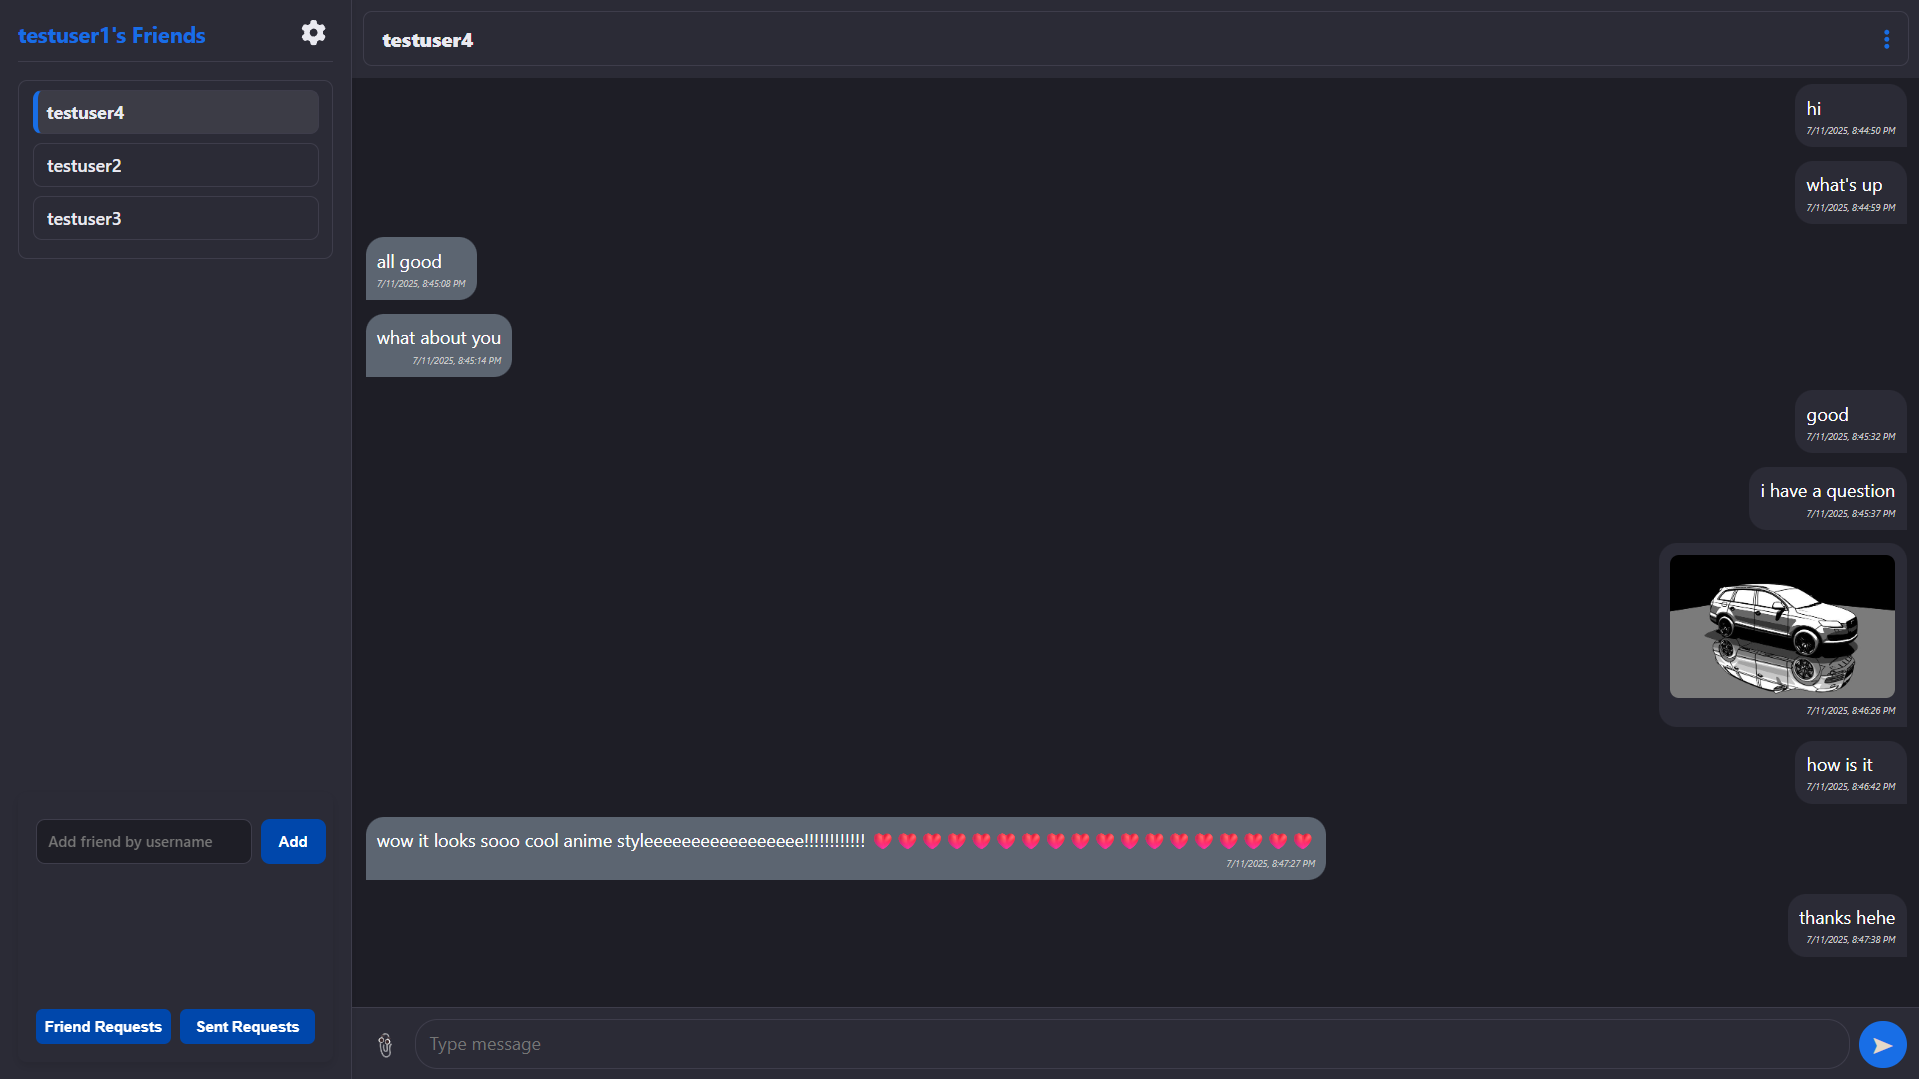 testuser1's Friends
testuser4
testuser2
testuser3
Add friend by username
Add
Friend Requests
Sent Requests
testuser4
hi
7/11/2025, 8:44:50 PM
what's up
7/11/2025, 8:44:59 PM
all good
7/11/2025, 8:45:08 PM
what about you
7/11/2025, 8:45:14 PM
good
7/11/2025, 8:45:32 PM
i have a question
7/11/2025, 8:45:37 PM
7/11/2025, 8:46:26 PM
how is it
7/11/2025, 8:46:42 PM
wow it looks sooo cool anime styleeeeeeeeeeeeeeeee!!!!!!!!!!!! 💗💗💗💗💗💗💗💗💗💗💗💗💗💗💗💗💗💗
7/11/2025, 8:47:27 PM
thanks hehe
7/11/2025, 8:47:38 PM
Type message